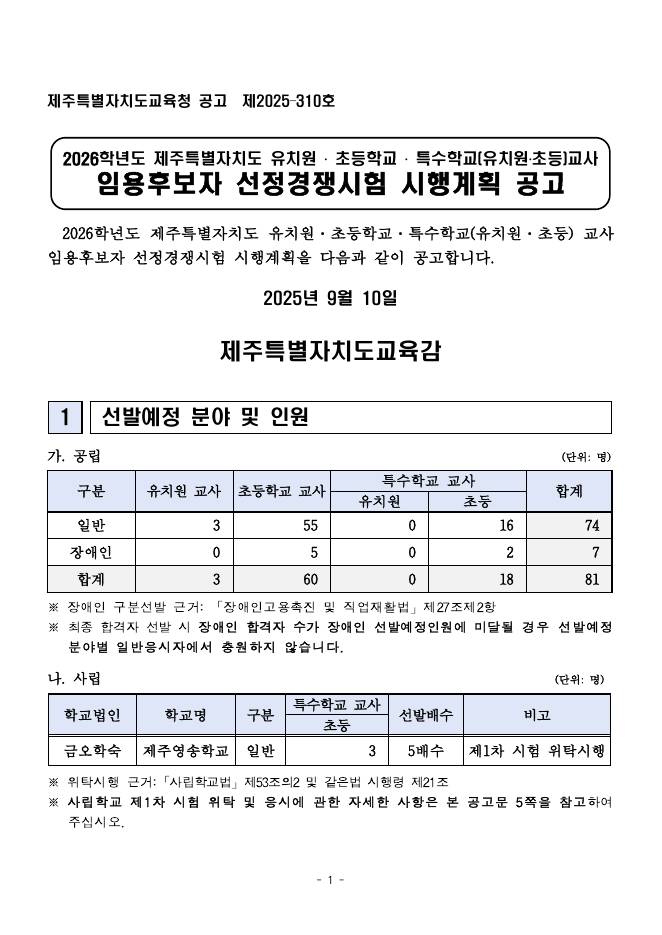 제주특별자치도교육청 공고 제2025-310호
2026학년도 제주특별자치도 유치원 · 초등학교 · 특수학교(유치원·초등)교사
임용후보자 선정경쟁시험 시행계획 공고
2026학년도 제주특별자치도 유치원・초등학교・특수학교(유치원・초등) 교사
임용후보자 선정경쟁시험 시행계획을 다음과 같이 공고합니다.
2025년 9월 10일
제주특별자치도교육감
1 선발예정 분야 및 인원
가. 공립 (단위: 명)
구분 유치원 교사 초등학교 교사 특수학교 교사 합계
유치원 초등
일반 3 55 0 16 74
장애인 0 5 0 2 7
합계 3 60 0 18 81
※ 장애인 구분선발 근거: 「장애인고용촉진 및 직업재활법」제27조제2항
※ 최종 합격자 선발 시 장애인 합격자 수가 장애인 선발예정인원에 미달될 경우 선발예정
분야별 일반응시자에서 충원하지 않습니다.
나. 사립 (단위: 명)
학교법인 학교명 구분 특수학교 교사 선발배수 비고
초등
금오학숙 제주영송학교 일반 3 5배수 제1차 시험 위탁시행
※ 위탁시행 근거:「사립학교법」제53조의2 및 같은법 시행령 제21조
※ 사립학교 제1차 시험 위탁 및 응시에 관한 자세한 사항은 본 공고문 5쪽을 참고하여
주십시오.
- 1 -